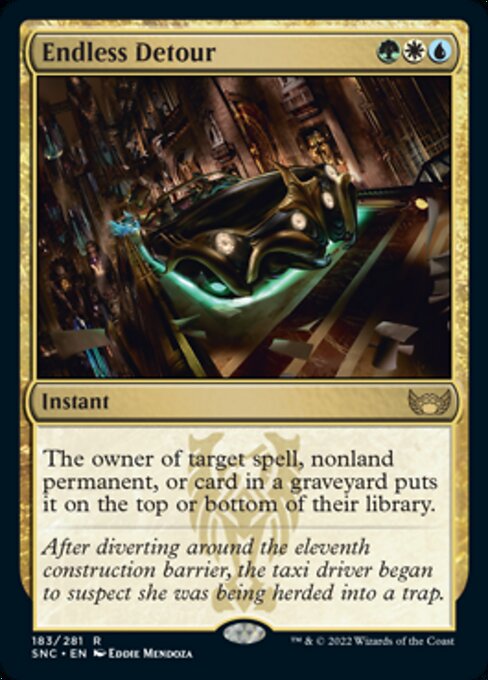 Endless Detour
Instant
The owner of target spell, nonland
permanent, or card in a graveyard puts
it on the top or bottom of their library.
After diverting around the eleventh
construction barrier, the taxi driver began
to suspect she was being herded into a trap.
183/281 R
SNC • EN Eddie Mendoza
™ & © 2022 Wizards of the Coast